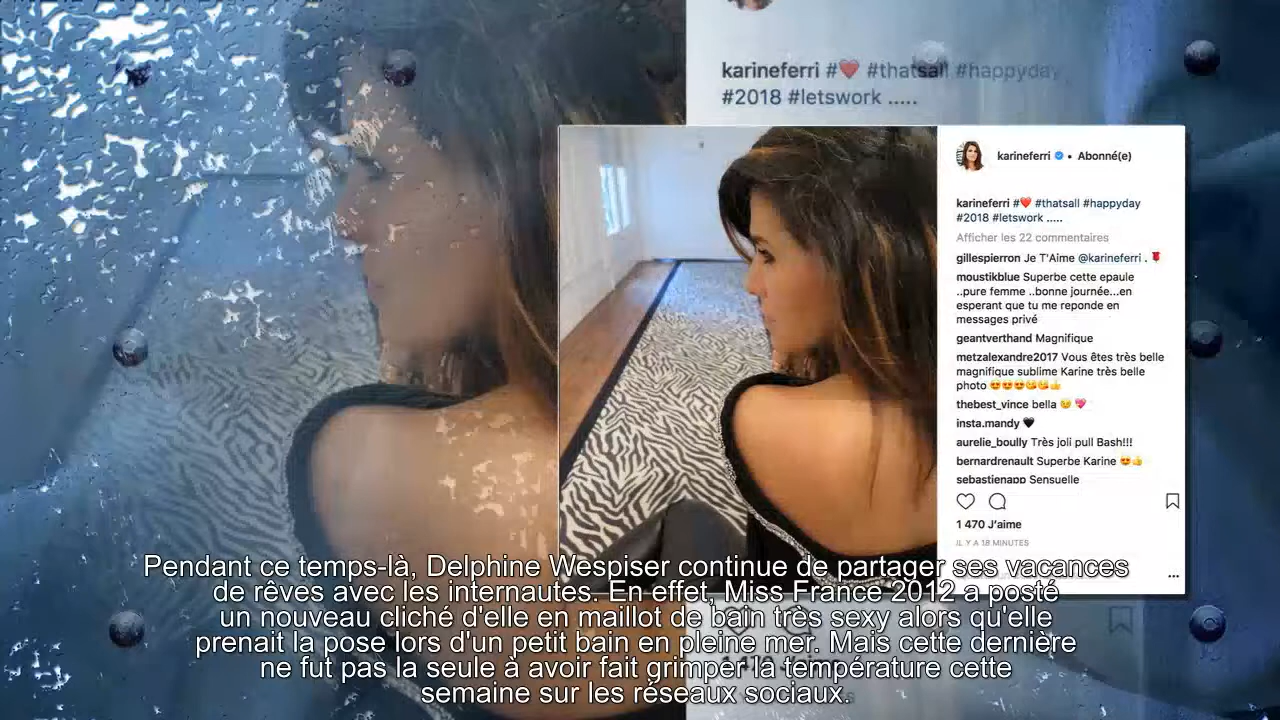 karineferri #❤️ #thatsall #happyday
#2018 #letswork .....
karineferri • Abonné(e)
karineferri #❤️ #thatsall #happyday
#2018 #letswork .....
Afficher les 22 commentaires
gillespierron Je T'Aime @karineferri . 🌹
moustikblue Superbe cette epaule
..pure femme ..bonne journée...en
esperant que tu me reponde en
messages privé
geantverthand Magnifique
metzalexandre2017 Vous êtes très belle
magnifique sublime Karine très belle
photo 😍😍😍😘😘👍
thebest_vince bella 😉 💖
insta.mandy 🖤
aurelie_boully Très joli pull Bash!!!
bernardrenault Superbe Karine 😍👍
sebastienapp Sensuelle
1 470 J'aime
IL Y A 18 MINUTES
Pendant ce temps-là, Delphine Wespiser continue de partager ses vacances
de rêves avec les internautes. En effet, Miss France 2012 a posté
un nouveau cliché d'elle en maillot de bain très sexy alors qu'elle
prenait la pose lors d'un petit bain en pleine mer. Mais cette dernière
ne fut pas la seule à avoir fait grimper la température cette
semaine sur les réseaux sociaux.